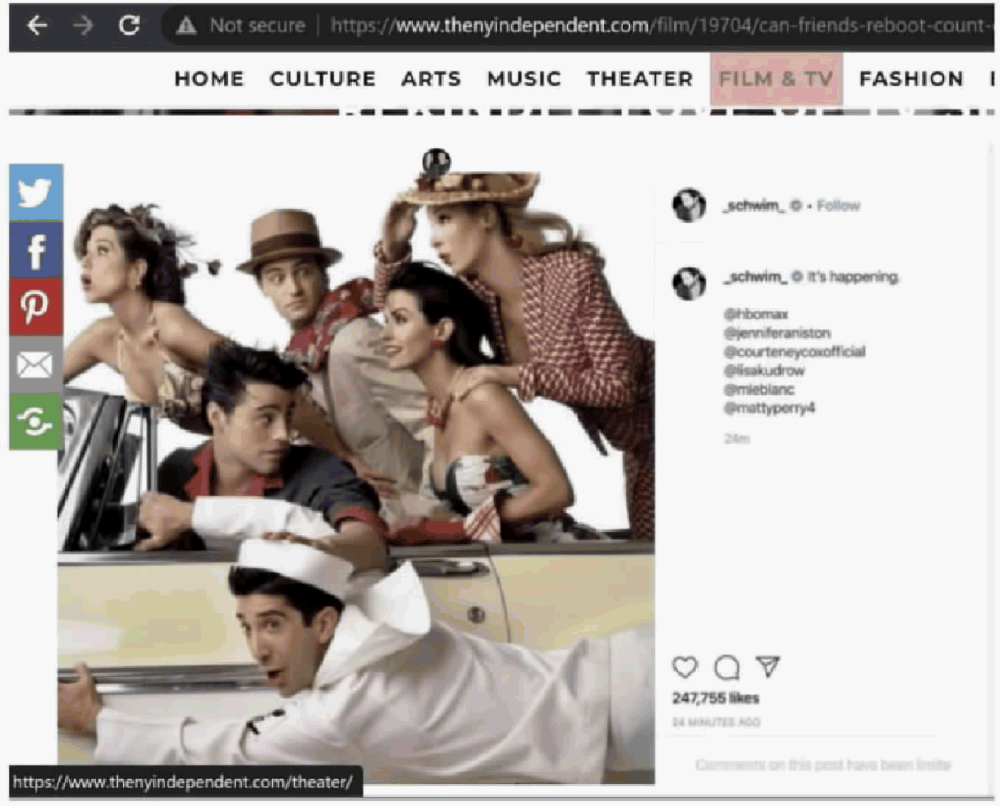 Not secure | https://www.thenyindependent.com/film/19704/can-friends-reboot-count-
HOME CULTURE ARTS MUSIC THEATER FILM & TV FASHION
_schwim_ • Follow
_schwim_ It's happening.
@hbomax
@jenniferaniston
@courteneycoxofficial
@lisakudrow
@mleblanc
@mattyperry4
24m
247,755 likes
24 MINUTES AGO
Comments on this post have been limite
https://www.thenyindependent.com/theater/